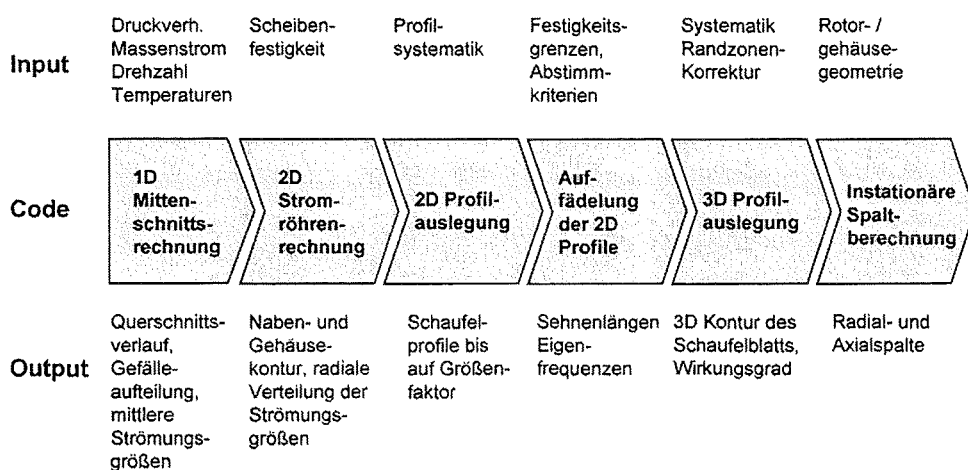 Input
Druckverh.
Massenstrom
Drehzahl
Temperaturen
Scheiben-
festigkeit
Profil-
systematik
Festigkeits-
grenzen,
Abstimm-
kriterien
Systematik
Randzonen-
Korrektur
Rotor- /
gehäuse-
geometrie
Code
1D
Mitten-
schnitts-
rechnung
2D
Strom-
röhren-
rechnung
2D Profil-
auslegung
Auf-
fädelung
der 2D
Profile
3D Profil-
auslegung
Instationäre
Spalt-
berechnung
Output
Querschnitts-
verlauf,
Gefälle-
aufteilung,
mittlere
Strömungs-
größen
Naben- und
Gehäuse-
kontur, radiale
Verteilung der
Strömungs-
größen
Schaufel-
profile bis
auf Größen-
faktor
Sehnenlängen
Eigen-
frequenzen
3D Kontur des
Schaufelblatts,
Wirkungsgrad
Radial- und
Axialspalte